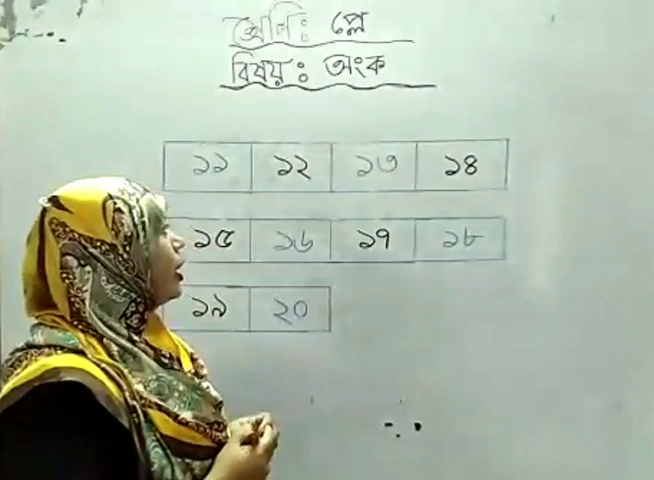 শ্রেণি : প্লে
বিষয় : অংক
১১ ১২ ১৩ ১৪
১৫ ১৬ ১৭ ১৮
১৯ ২০